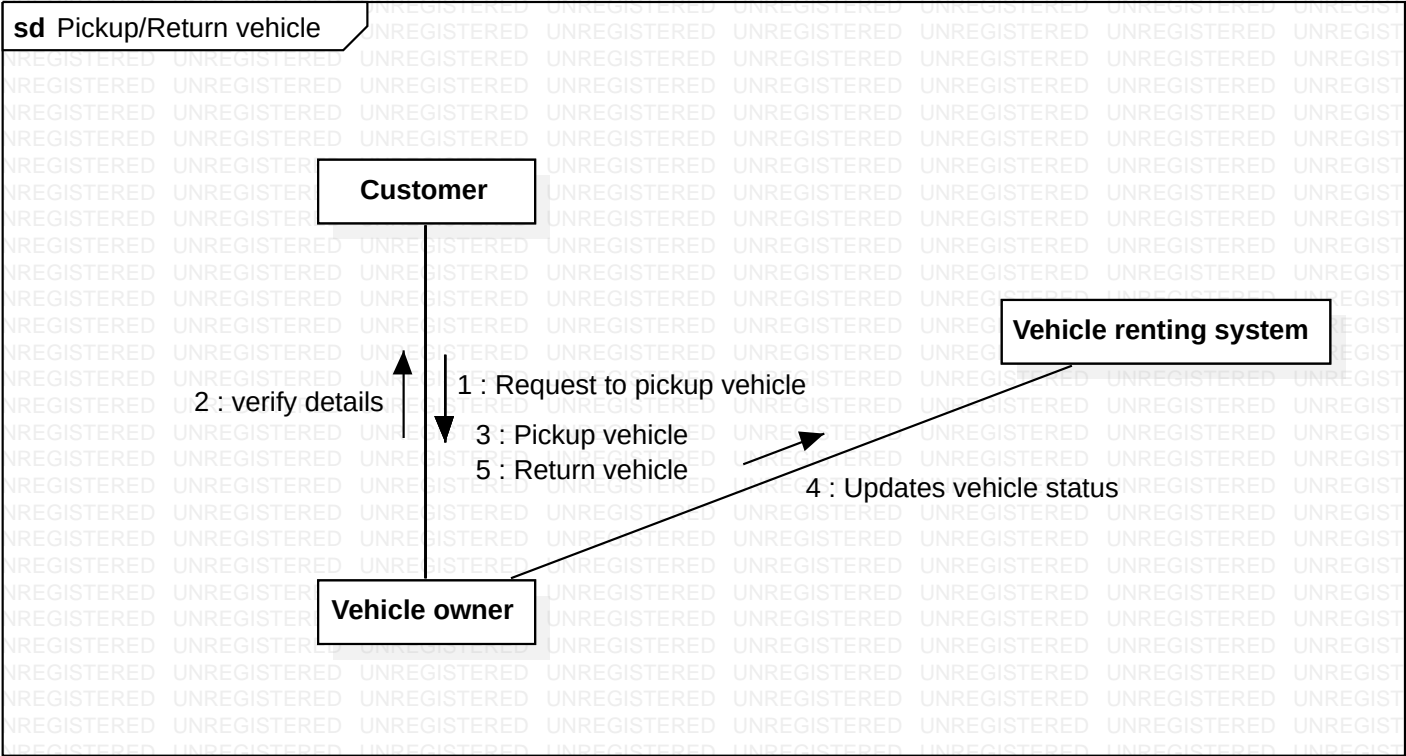 sd Pickup/Return vehicle
Customer
Vehicle renting system
1 : Request to pickup vehicle
2 : verify details
3 : Pickup vehicle
5 : Return vehicle
4 : Updates vehicle status
Vehicle owner
UNREGISTERED